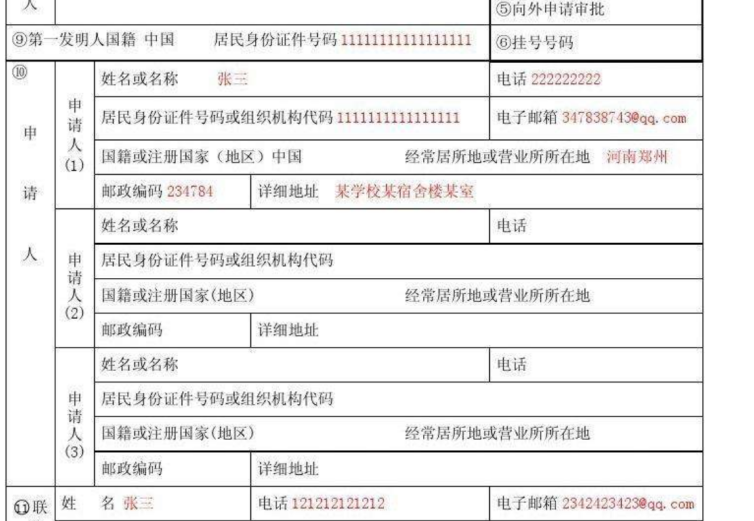 人
⑤向外申请审批
⑨第一发明人国籍 中国 居民身份证件号码 11111111111111111
⑥挂号号码
⑩
申
请
人
申请人(1)
姓名或名称 张三 电话 222222222
居民身份证件号码或组织机构代码 1111111111111111 电子邮箱 347838743@qq.com
国籍或注册国家（地区）中国 经常居所地或营业所所在地 河南郑州
邮政编码 234784 详细地址 某学校某宿舍楼某室
申请人(2)
姓名或名称 电话
居民身份证件号码或组织机构代码
国籍或注册国家(地区) 经常居所地或营业所所在地
邮政编码 详细地址
申请人(3)
姓名或名称 电话
居民身份证件号码或组织机构代码
国籍或注册国家(地区) 经常居所地或营业所所在地
邮政编码 详细地址
⑪联 姓 名 张三 电话 121212121212 电子邮箱 2342423423@qq.com